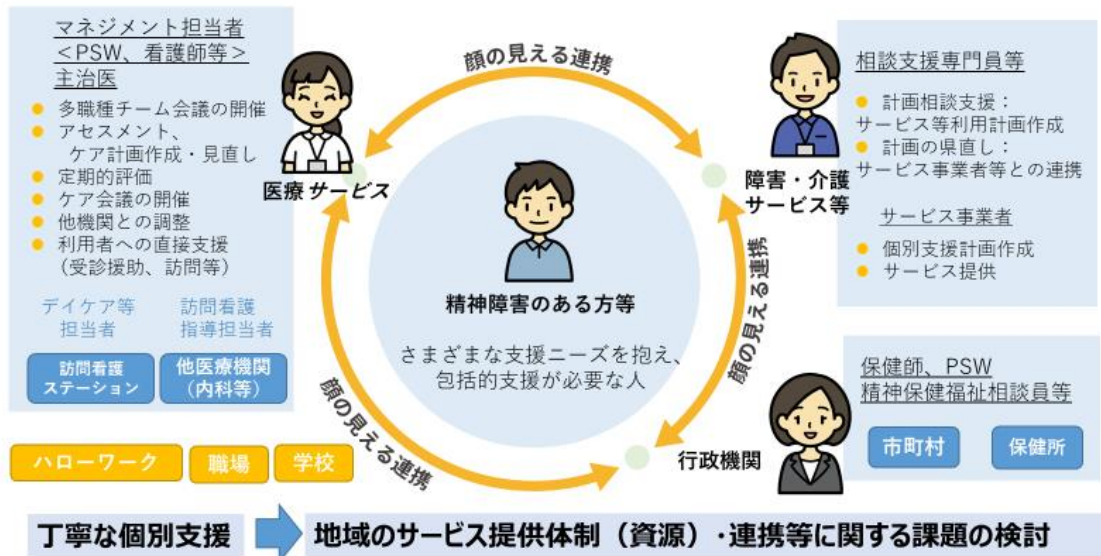 マネジメント担当者
<PSW、看護師等>
主治医
● 多職種チーム会議の開催
● アセスメント、
ケア計画作成・見直し
● 定期的評価
● ケア会議の開催
● 他機関との調整
● 利用者への直接支援
（受診援助、訪問等）
デイケア等
担当者
訪問看護
指導担当者
訪問看護
ステーション
他医療機関
（内科等）
ハローワーク
職場
学校
医療サービス
顔の見える連携
障害・介護
サービス等
相談支援専門員等
● 計画相談支援：
サービス等利用計画作成
● 計画の県直し：
サービス事業者等との連携
サービス事業者
● 個別支援計画作成
● サービス提供
精神障害のある方等
さまざまな支援ニーズを抱え、
包括的支援が必要な人
顔の見える連携
顔の見える連携
行政機関
保健師、PSW
精神保健福祉相談員等
市町村
保健所
丁寧な個別支援
地域のサービス提供体制（資源）・連携等に関する課題の検討